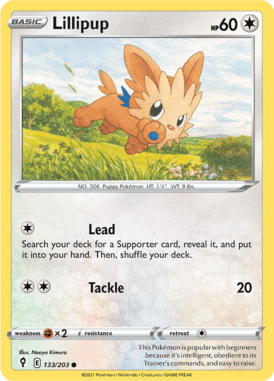 BASIC Lillipup HP60
NO. 506 Puppy Pokémon HT: 1'4" WT: 9 lbs.
Lead
Search your deck for a Supporter card, reveal it, and put
it into your hand. Then, shuffle your deck.
Tackle 20
weakness ×2 resistance retreat
Illus. Naoyo Kimura
This Pokémon is popular with beginners
because it's intelligent, obedient to its
Trainer's commands, and easy to raise.
E 133/203
©2021 Pokémon / Nintendo / Creatures / GAME FREAK